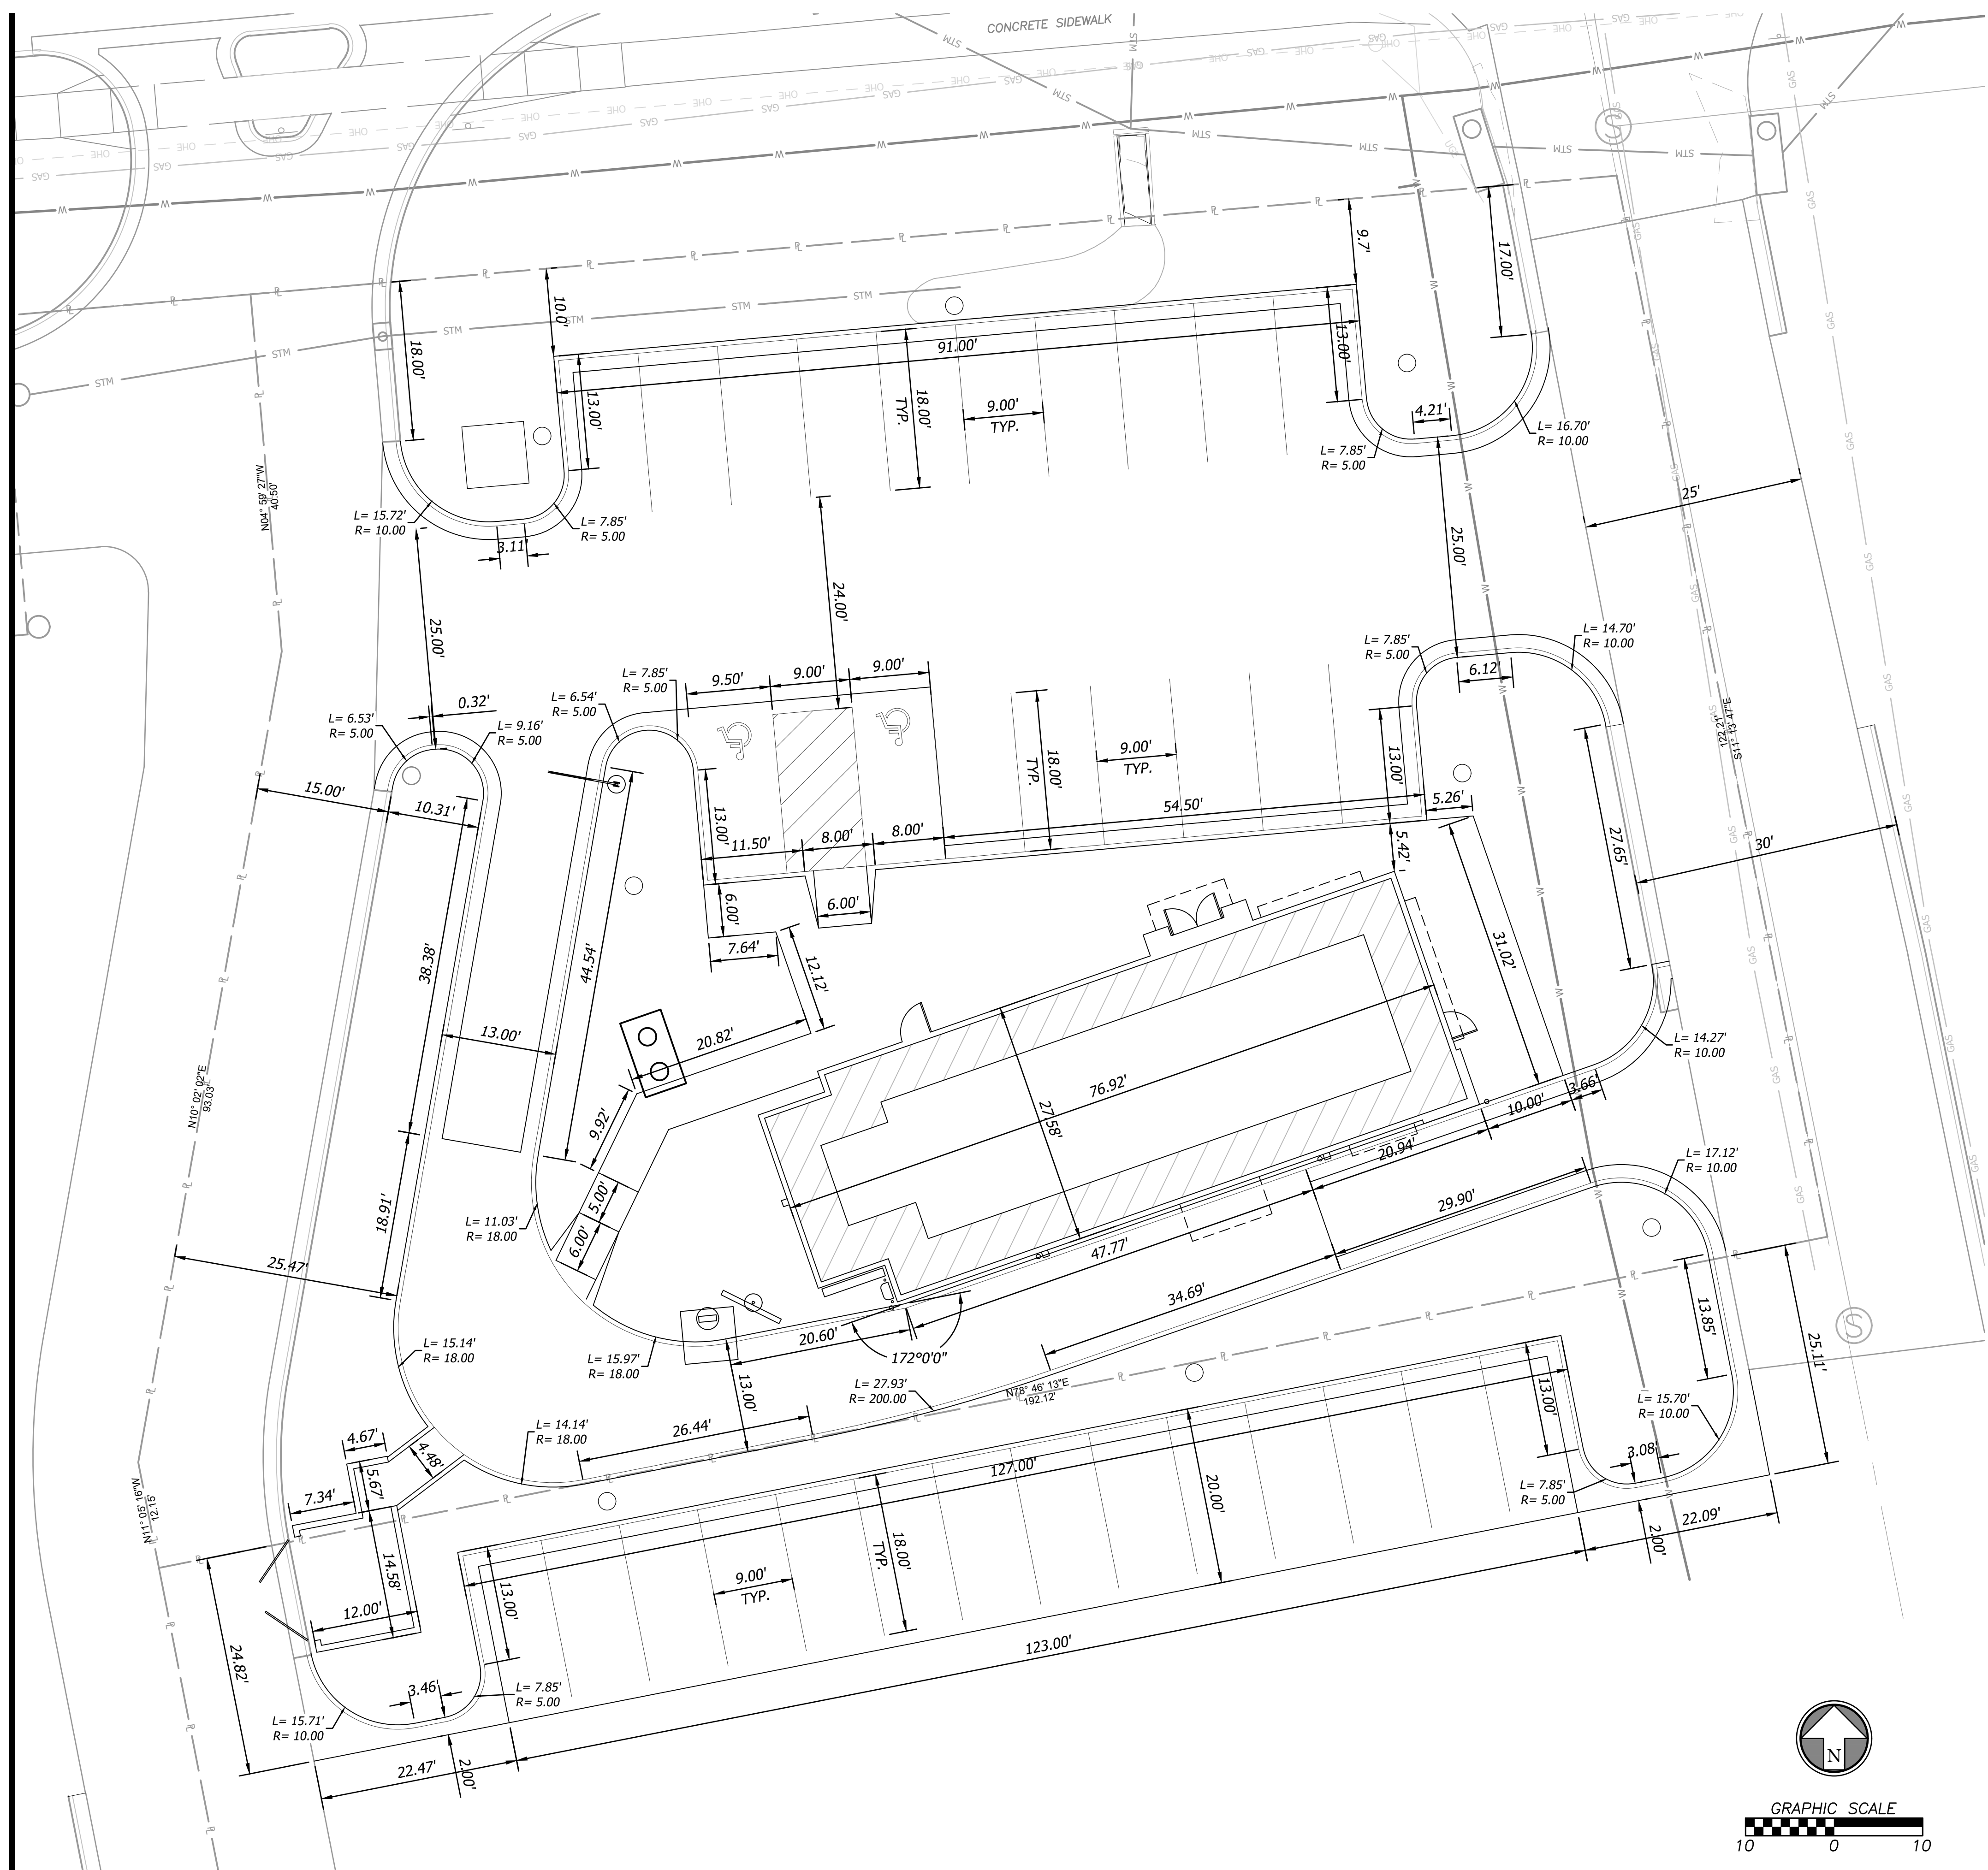 CONCRETE SIDEWALK
STM
STM
STM
STM
STM
STM
STM
STM
GAS
OHE
W
9.7'
17.00'
10.0'
18.00'
STM
STM
STM
STM
STM
STM
13.00'
91.00'
13.00'
18.00'
TYP.
9.00'
TYP.
4.21'
L= 16.70'
R= 10.00
L= 7.85'
R= 5.00
N04° 59' 27"W
40.50'
L= 15.72'
R= 10.00
L= 7.85'
R= 5.00
3.11'
25'
25.00'
25.00'
24.00'
L= 14.70'
R= 10.00
L= 7.85'
R= 5.00
6.12'
L= 7.85'
R= 5.00
9.50'
9.00'
9.00'
L= 6.54'
R= 5.00
0.32'
L= 6.53'
R= 5.00
L= 9.16'
R= 5.00
122.21'
S11° 13' 47"E
18.00'
TYP.
9.00'
TYP.
13.00'
15.00'
10.31'
13.00'
54.50'
5.26'
11.50'
8.00'
8.00'
5.42'
27.65'
30'
6.00'
6.00'
7.64'
12.12'
38.38'
44.54'
31.02'
13.00'
20.82'
L= 14.27'
R= 10.00
N10° 02' 02"E
93.03'
76.92'
27.58'
9.92'
3.66'
10.00'
20.94'
L= 17.12'
R= 10.00
5.00'
18.91'
L= 11.03'
R= 18.00
6.00'
29.90'
47.77'
25.47'
34.69'
13.85'
25.11'
20.60'
172°0'0"
L= 15.14'
R= 18.00
L= 15.97'
R= 18.00
13.00'
L= 27.93'
R= 200.00
N78° 46' 13"E
192.12'
13.00'
L= 15.70'
R= 10.00
L= 14.14'
R= 18.00
26.44'
4.67'
4.48'
5.67'
7.34'
3.08'
127.00'
20.00'
L= 7.85'
R= 5.00
N11° 05' 16"W
12.15'
22.09'
2.00'
14.58'
18.00'
TYP.
9.00'
TYP.
13.00'
12.00'
24.82'
123.00'
3.46'
L= 7.85'
R= 5.00
L= 15.71'
R= 10.00
22.47'
2.00'
N
GRAPHIC SCALE
10 0 10